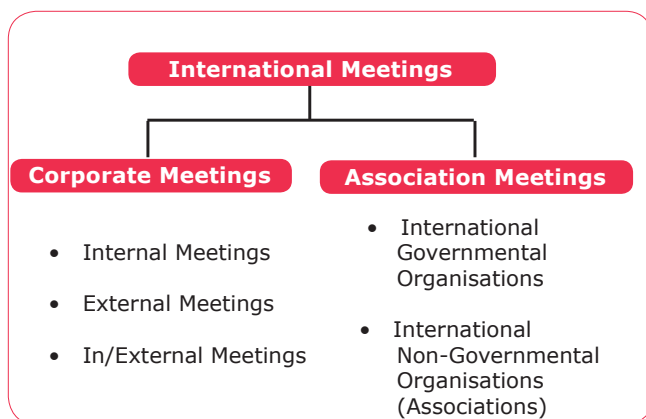 International Meetings
Corporate Meetings
Association Meetings
• Internal Meetings
• External Meetings
• In/External Meetings
• International
Governmental
Organisations
• International
Non-Governmental
Organisations
(Associations)